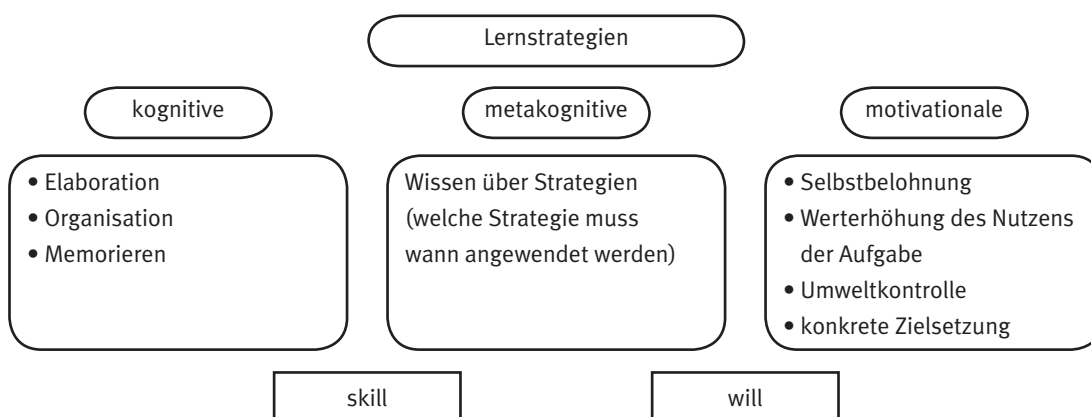 Lernstrategien
kognitive
metakognitive
motivationale
• Elaboration
• Organisation
• Memorieren
Wissen über Strategien
(welche Strategie muss
wann angewendet werden)
• Selbstbelohnung
• Werterhöhung des Nutzens
der Aufgabe
• Umweltkontrolle
• konkrete Zielsetzung
skill
will